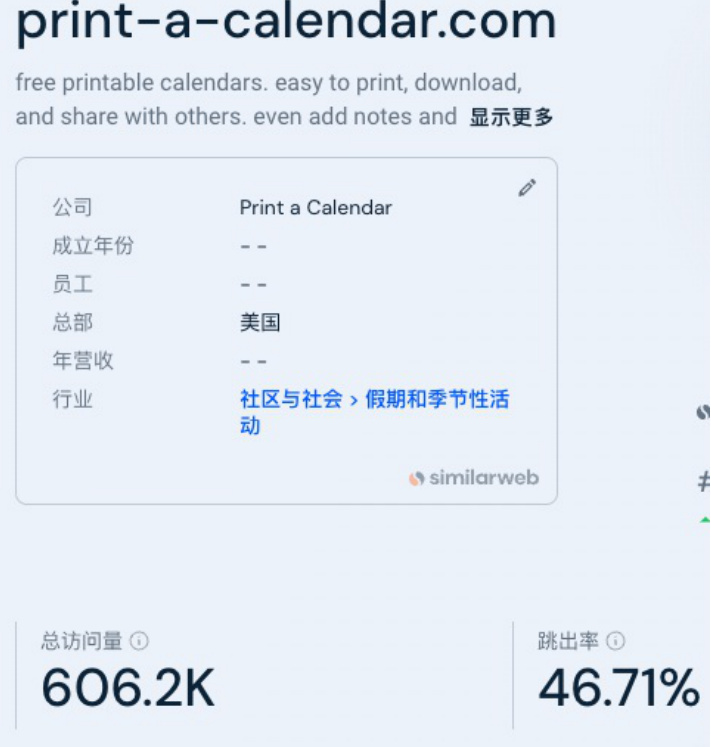 print-a-calendar.com
free printable calendars. easy to print, download,
and share with others. even add notes and 显示更多
公司 Print a Calendar
成立年份 - -
员工 - -
总部 美国
年营收 - -
行业 社区与社会 > 假期和季节性活
动
similarweb
#
总访问量 跳出率
606.2K 46.71%